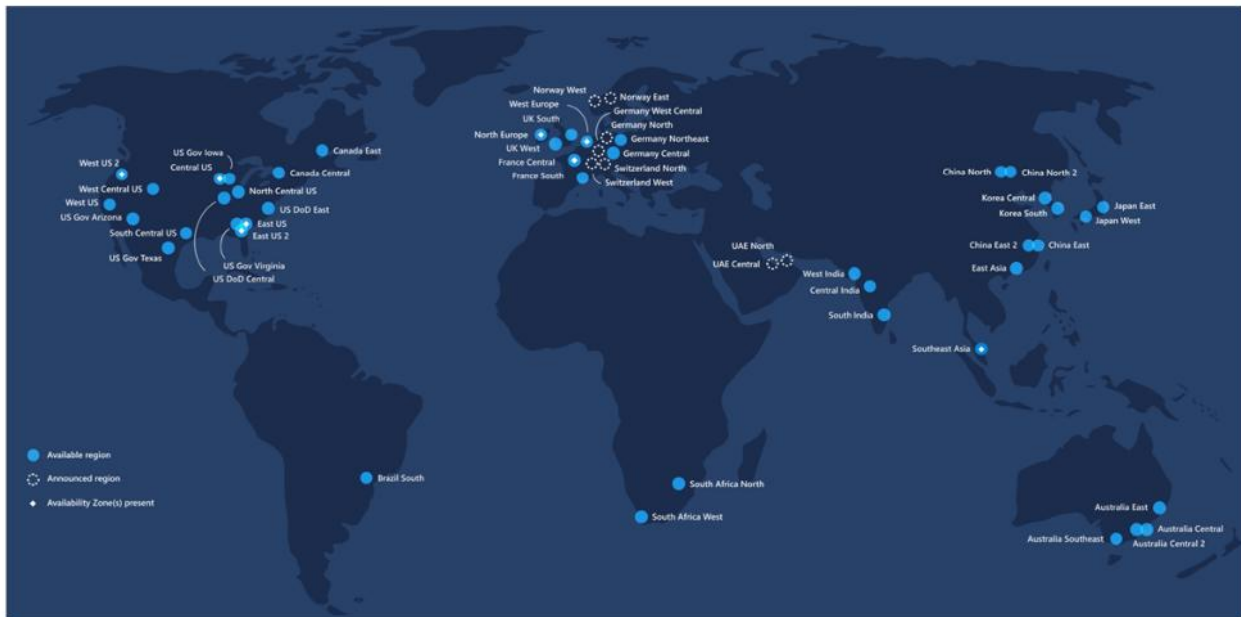 Norway West
Norway East
West Europe
Germany West Central
UK South
Germany North
North Europe
Germany Northeast
UK West
Germany Central
France Central
Switzerland North
France South
Switzerland West
Canada East
US Gov Iowa
West US 2
Central US
Canada Central
West Central US
North Central US
West US
US DoD East
US Gov Arizona
East US
South Central US
East US 2
US Gov Texas
US Gov Virginia
US DoD Central
China North
China North 2
Korea Central
Japan East
Korea South
Japan West
China East 2
China East
East Asia
UAE North
UAE Central
West India
Central India
South India
Southeast Asia
Available region
Announced region
Availability Zone(s) present
Brazil South
South Africa North
South Africa West
Australia East
Australia Central
Australia Southeast
Australia Central 2